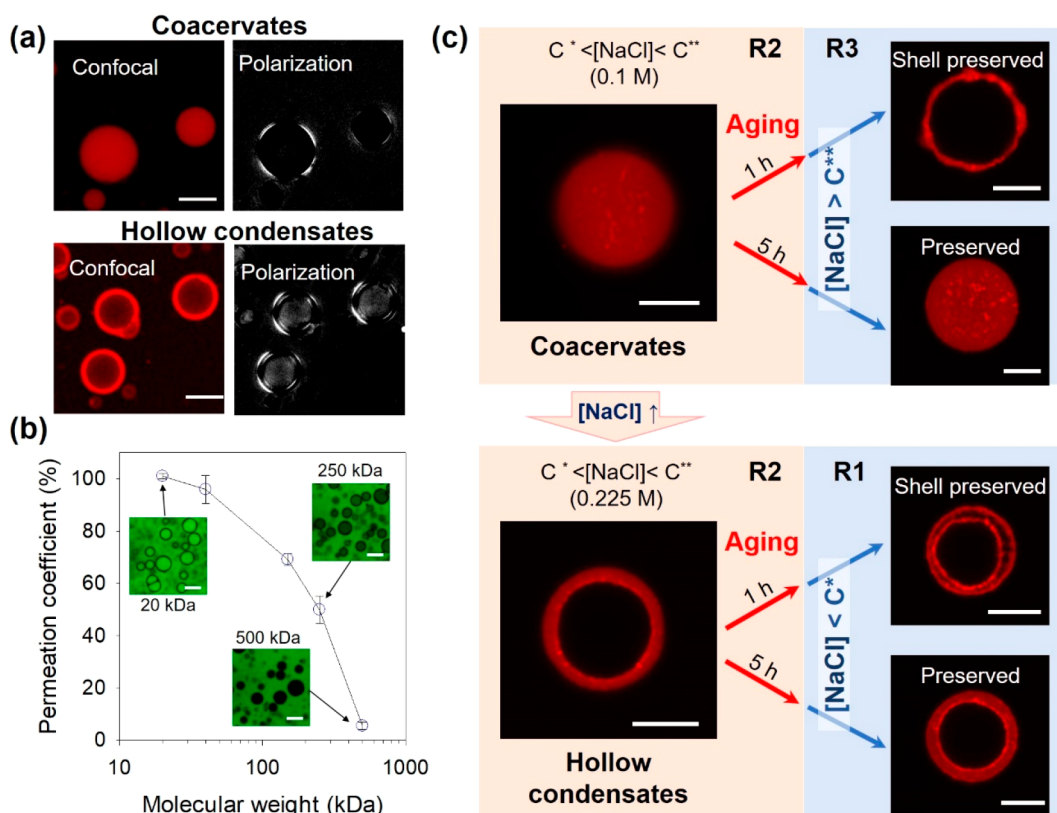 (a)
Coacervates
Confocal
Polarization
Hollow condensates
Confocal
Polarization
(b)
Permeation coefficient (%)
100
80
60
40
20
0
10
100
1000
Molecular weight (kDa)
20 kDa
250 kDa
500 kDa
(c)
C * <[NaCl]< C**
(0.1 M)
R2
R3
Aging
1 h
5 h
[NaCl] > C**
Shell preserved
Preserved
Coacervates
[NaCl] ↑
C * <[NaCl]< C**
(0.225 M)
R2
R1
Aging
1 h
5 h
[NaCl] < C*
Shell preserved
Preserved
Hollow
condensates